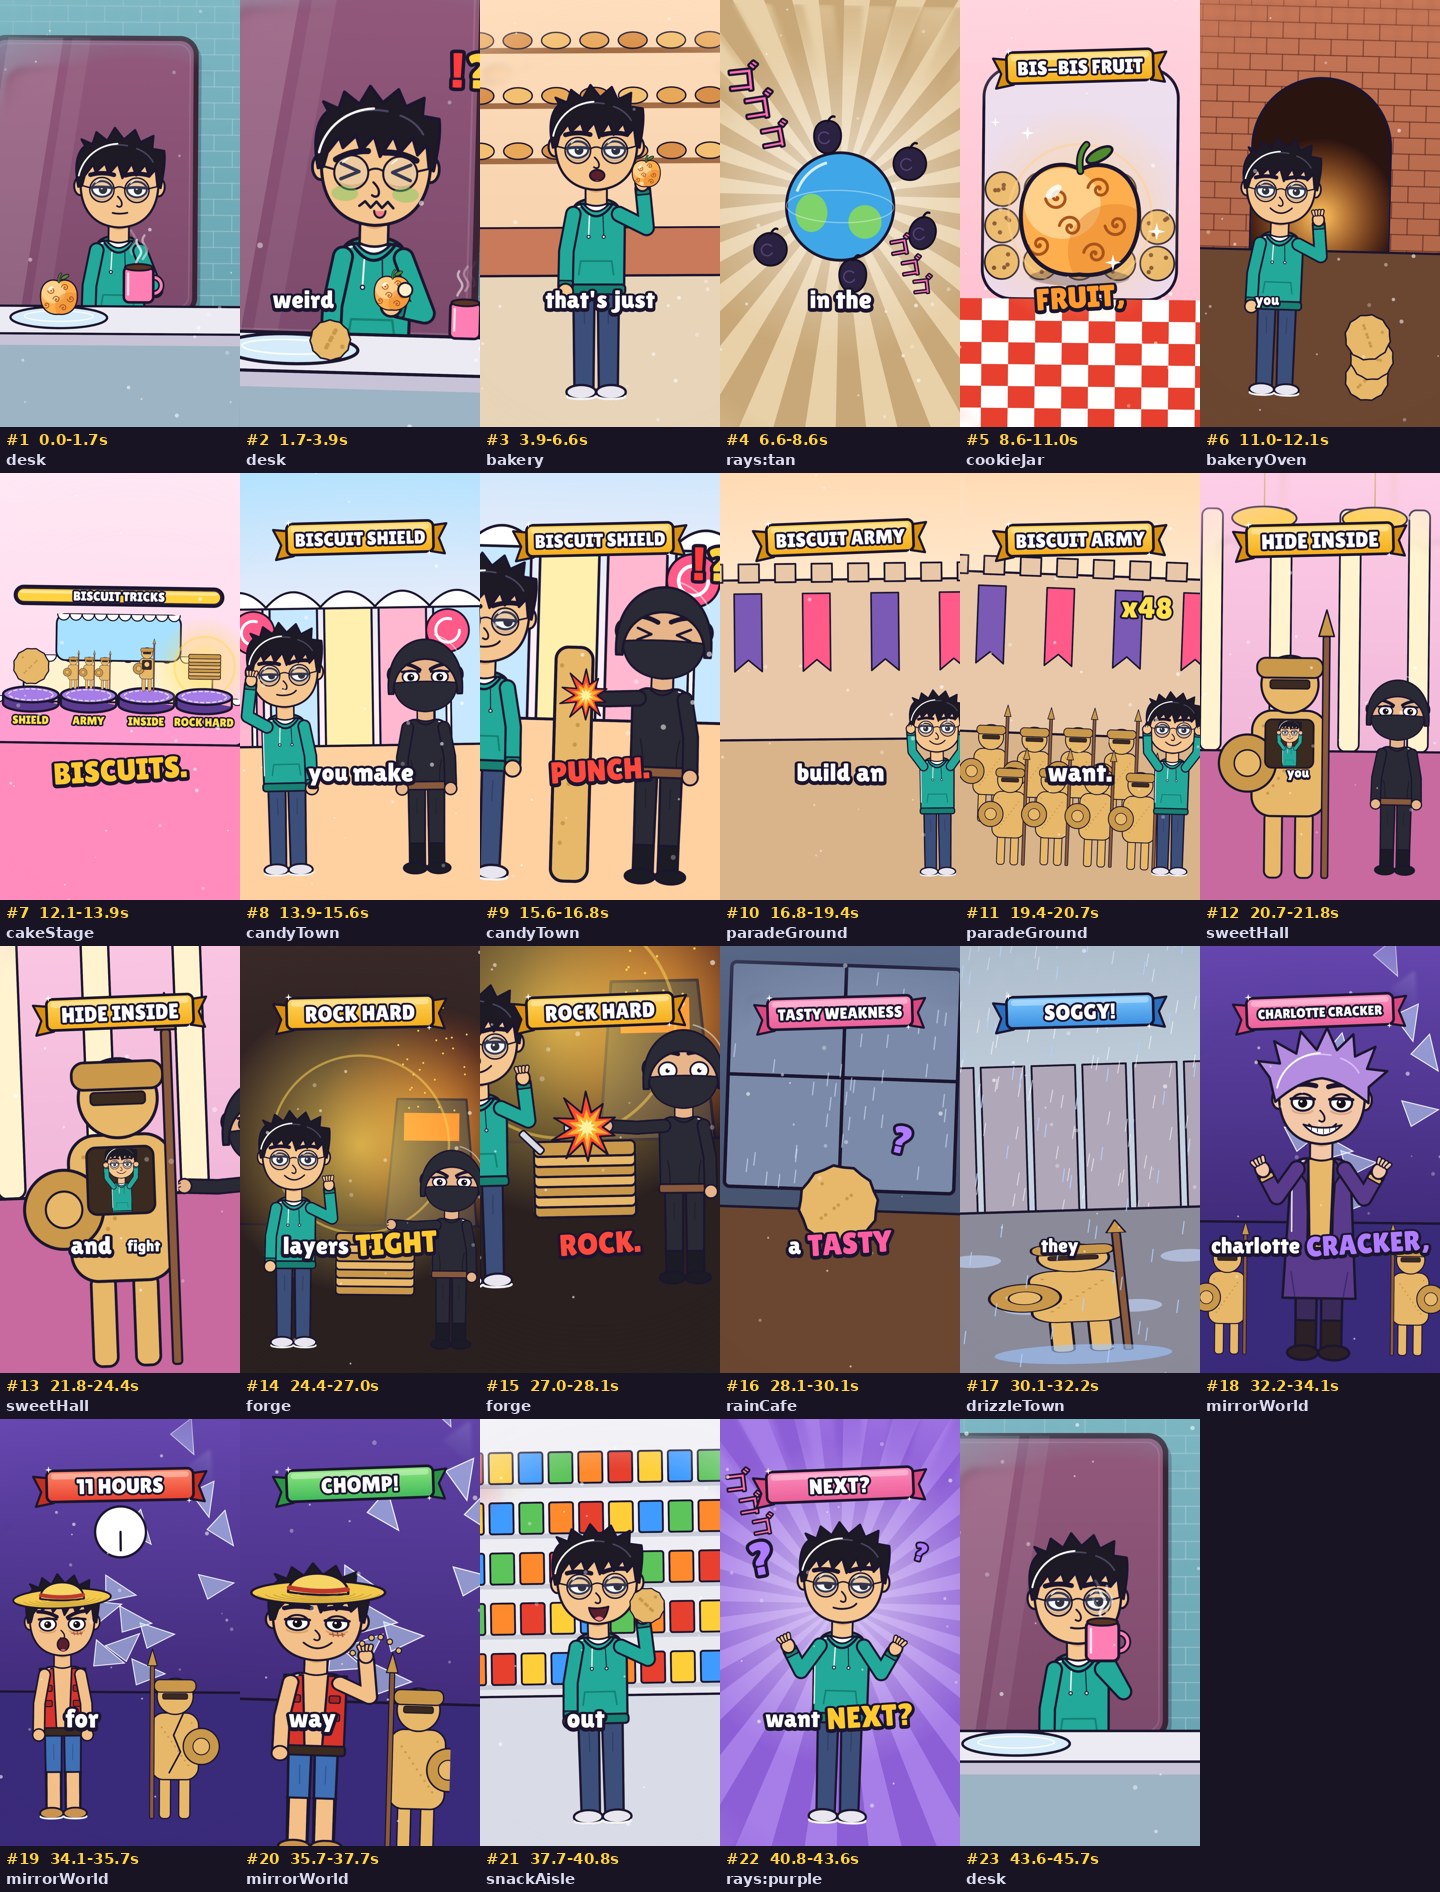 !?
weird
that's just
ゴゴゴ
ゴゴゴ
in the
BIS-BIS FRUIT
FRUIT,
you
#1 0.0-1.7s
desk
#2 1.7-3.9s
desk
#3 3.9-6.6s
bakery
#4 6.6-8.6s
rays:tan
#5 8.6-11.0s
cookieJar
#6 11.0-12.1s
bakeryOven
BISCUIT TRICKS
SHIELD
ARMY
INSIDE
ROCK HARD
BISCUITS.
BISCUIT SHIELD
you make
BISCUIT SHIELD
!?
PUNCH.
BISCUIT ARMY
build an
BISCUIT ARMY
x48
want.
HIDE INSIDE
you
#7 12.1-13.9s
cakeStage
#8 13.9-15.6s
candyTown
#9 15.6-16.8s
candyTown
#10 16.8-19.4s
paradeGround
#11 19.4-20.7s
paradeGround
#12 20.7-21.8s
sweetHall
HIDE INSIDE
and fight
ROCK HARD
layers TIGHT
ROCK HARD
ROCK.
TASTY WEAKNESS
?
a TASTY
SOGGY!
they
CHARLOTTE CRACKER
charlotte CRACKER,
#13 21.8-24.4s
sweetHall
#14 24.4-27.0s
forge
#15 27.0-28.1s
forge
#16 28.1-30.1s
rainCafe
#17 30.1-32.2s
drizzleTown
#18 32.2-34.1s
mirrorWorld
11 HOURS
for
CHOMP!
way
out
NEXT?
ゴゴゴ
?
?
want NEXT?
#19 34.1-35.7s
mirrorWorld
#20 35.7-37.7s
mirrorWorld
#21 37.7-40.8s
snackAisle
#22 40.8-43.6s
rays:purple
#23 43.6-45.7s
desk